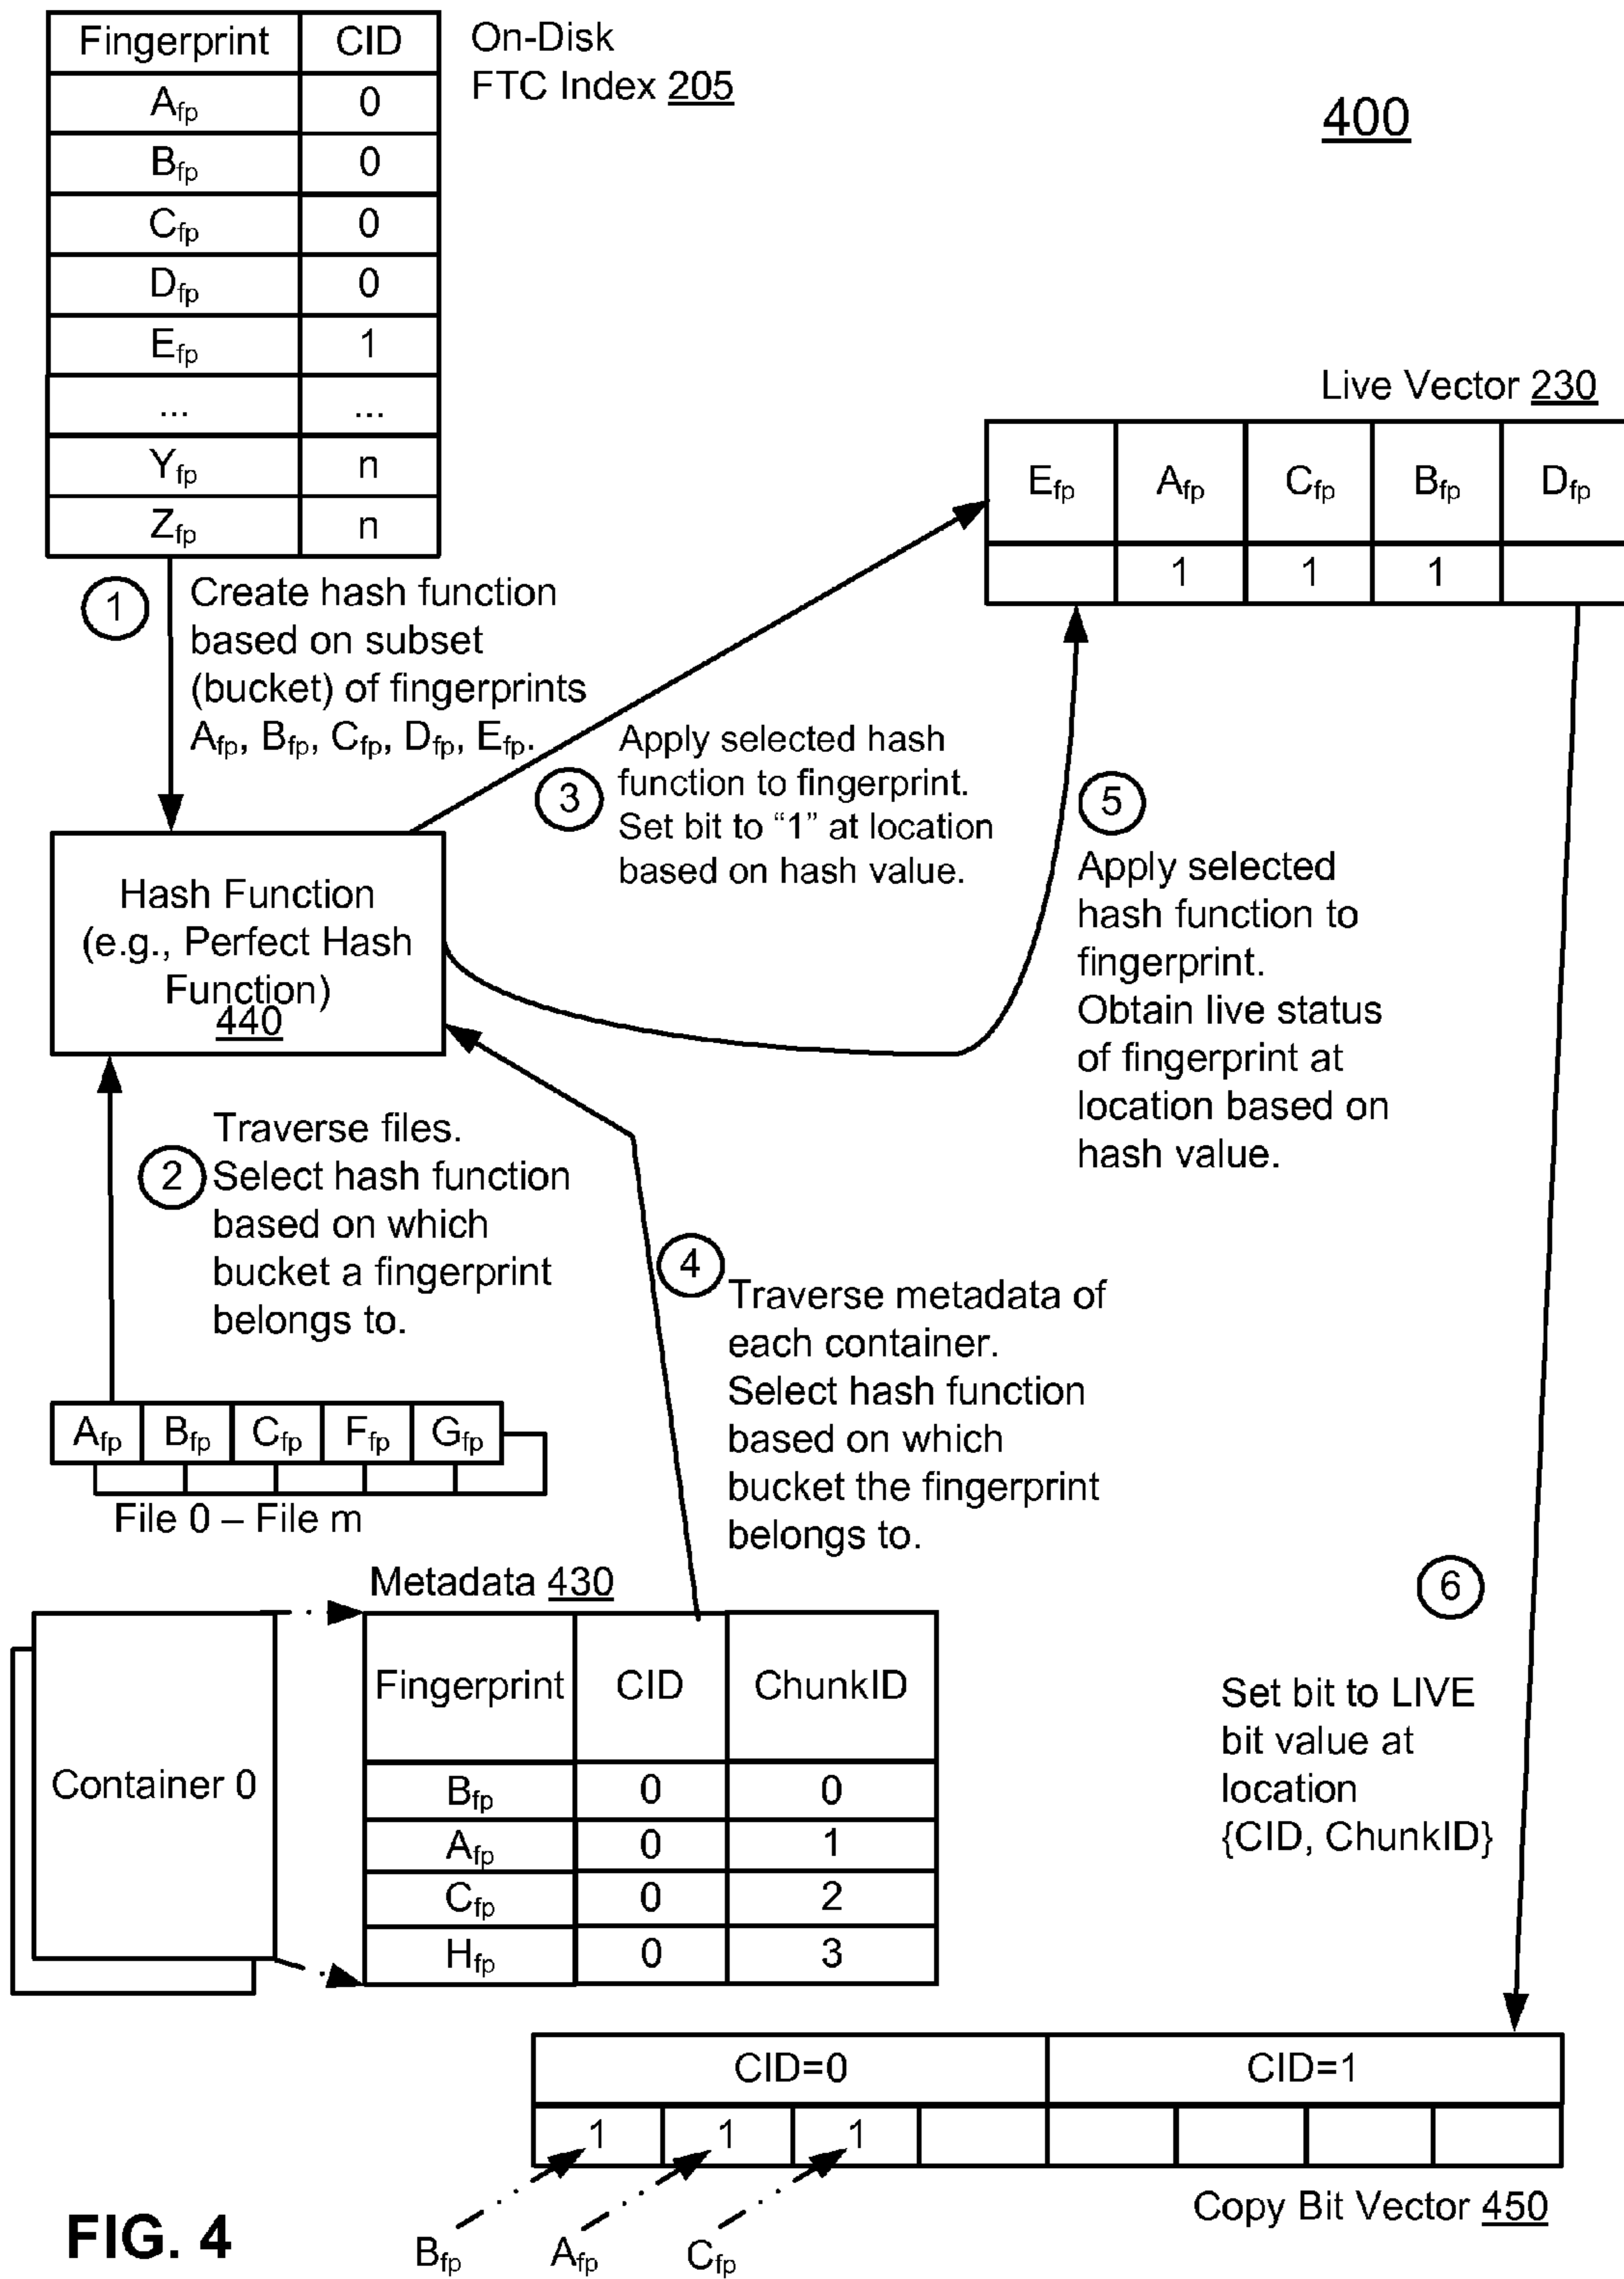 Fingerprint CID
Afp 0
Bfp 0
Cfp 0
Dfp 0
Efp 1
... ...
Yfp n
Zfp n
On-Disk
FTC Index 205
400
Live Vector 230
Efp Afp Cfp Bfp Dfp
1 1 1
1
Create hash function
based on subset
(bucket) of fingerprints
Afp, Bfp, Cfp, Dfp, Efp.
3
Apply selected hash
function to fingerprint.
Set bit to “1” at location
based on hash value.
5
Apply selected
hash function to
fingerprint.
Obtain live status
of fingerprint at
location based on
hash value.
Hash Function
(e.g., Perfect Hash
Function)
440
2
Traverse files.
Select hash function
based on which
bucket a fingerprint
belongs to.
4
Traverse metadata of
each container.
Select hash function
based on which
bucket the fingerprint
belongs to.
Afp Bfp Cfp Ffp Gfp
File 0 – File m
Metadata 430
Container 0
Fingerprint CID ChunkID
Bfp 0 0
Afp 0 1
Cfp 0 2
Hfp 0 3
6
Set bit to LIVE
bit value at
location
{CID, ChunkID}
CID=0 CID=1
1 1 1
Bfp Afp Cfp
Copy Bit Vector 450
FIG. 4